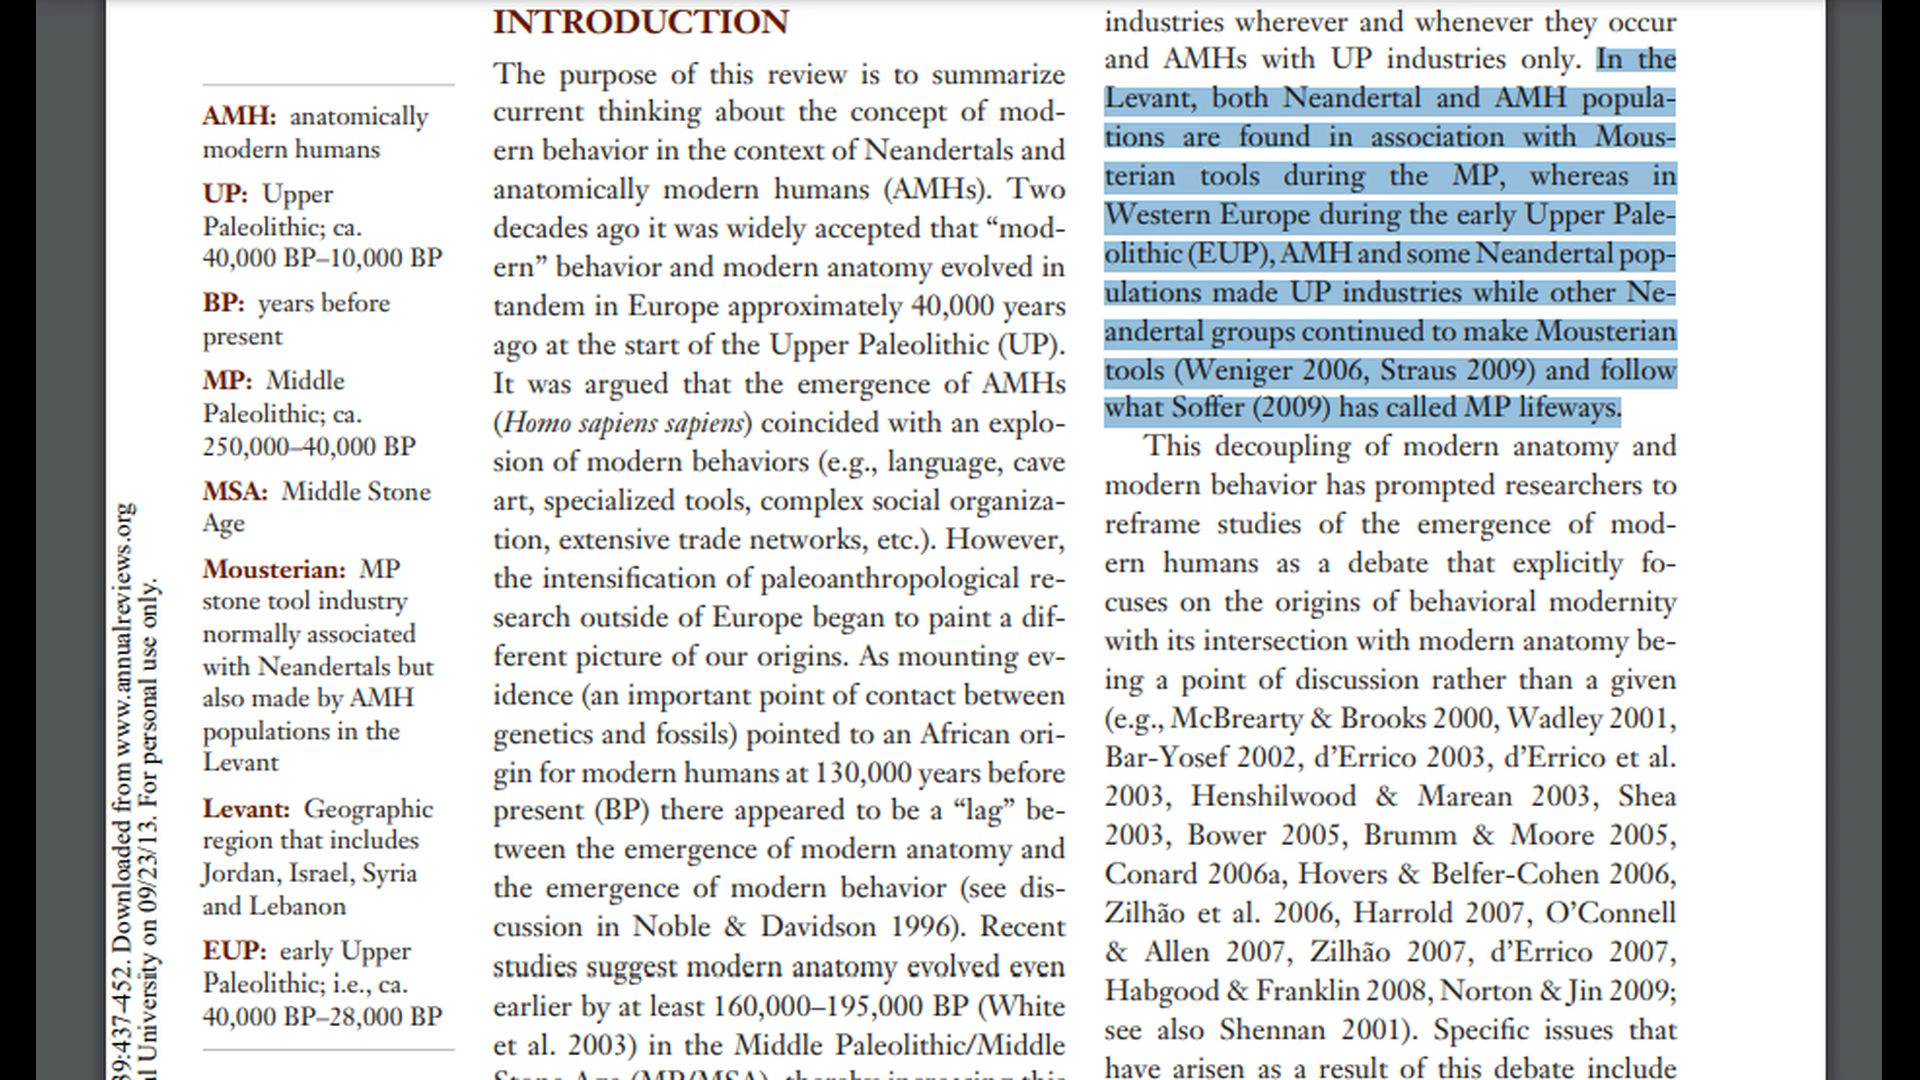 AMH: anatomically
modern humans
UP: Upper
Paleolithic; ca.
40,000 BP–10,000 BP
BP: years before
present
MP: Middle
Paleolithic; ca.
250,000–40,000 BP
MSA: Middle Stone
Age
Mousterian: MP
stone tool industry
normally associated
with Neandertals but
also made by AMH
populations in the
Levant
Levant: Geographic
region that includes
Jordan, Israel, Syria
and Lebanon
EUP: early Upper
Paleolithic; i.e., ca.
40,000 BP–28,000 BP
INTRODUCTION
The purpose of this review is to summarize
current thinking about the concept of mod-
ern behavior in the context of Neandertals and
anatomically modern humans (AMHs). Two
decades ago it was widely accepted that “mod-
ern” behavior and modern anatomy evolved in
tandem in Europe approximately 40,000 years
ago at the start of the Upper Paleolithic (UP).
It was argued that the emergence of AMHs
(Homo sapiens sapiens) coincided with an explo-
sion of modern behaviors (e.g., language, cave
art, specialized tools, complex social organiza-
tion, extensive trade networks, etc.). However,
the intensification of paleoanthropological re-
search outside of Europe began to paint a dif-
ferent picture of our origins. As mounting ev-
idence (an important point of contact between
genetics and fossils) pointed to an African ori-
gin for modern humans at 130,000 years before
present (BP) there appeared to be a “lag” be-
tween the emergence of modern anatomy and
the emergence of modern behavior (see dis-
cussion in Noble & Davidson 1996). Recent
studies suggest modern anatomy evolved even
earlier by at least 160,000–195,000 BP (White
et al. 2003) in the Middle Paleolithic/Middle
Stone Age (MP/MSA), thereby increasing this
industries wherever and whenever they occur
and AMHs with UP industries only. In the
Levant, both Neandertal and AMH popula-
tions are found in association with Mous-
terian tools during the MP, whereas in
Western Europe during the early Upper Pale-
olithic (EUP), AMH and some Neandertal pop-
ulations made UP industries while other Ne-
andertal groups continued to make Mousterian
tools (Weniger 2006, Straus 2009) and follow
what Soffer (2009) has called MP lifeways.
This decoupling of modern anatomy and
modern behavior has prompted researchers to
reframe studies of the emergence of mod-
ern humans as a debate that explicitly fo-
cuses on the origins of behavioral modernity
with its intersection with modern anatomy be-
ing a point of discussion rather than a given
(e.g., McBrearty & Brooks 2000, Wadley 2001,
Bar-Yosef 2002, d’Errico 2003, d’Errico et al.
2003, Henshilwood & Marean 2003, Shea
2003, Bower 2005, Brumm & Moore 2005,
Conard 2006a, Hovers & Belfer-Cohen 2006,
Zilhão et al. 2006, Harrold 2007, O’Connell
& Allen 2007, Zilhão 2007, d’Errico 2007,
Habgood & Franklin 2008, Norton & Jin 2009;
see also Shennan 2001). Specific issues that
have arisen as a result of this debate include
39:437-452. Downloaded from www.annualreviews.org
University on 09/23/13. For personal use only.